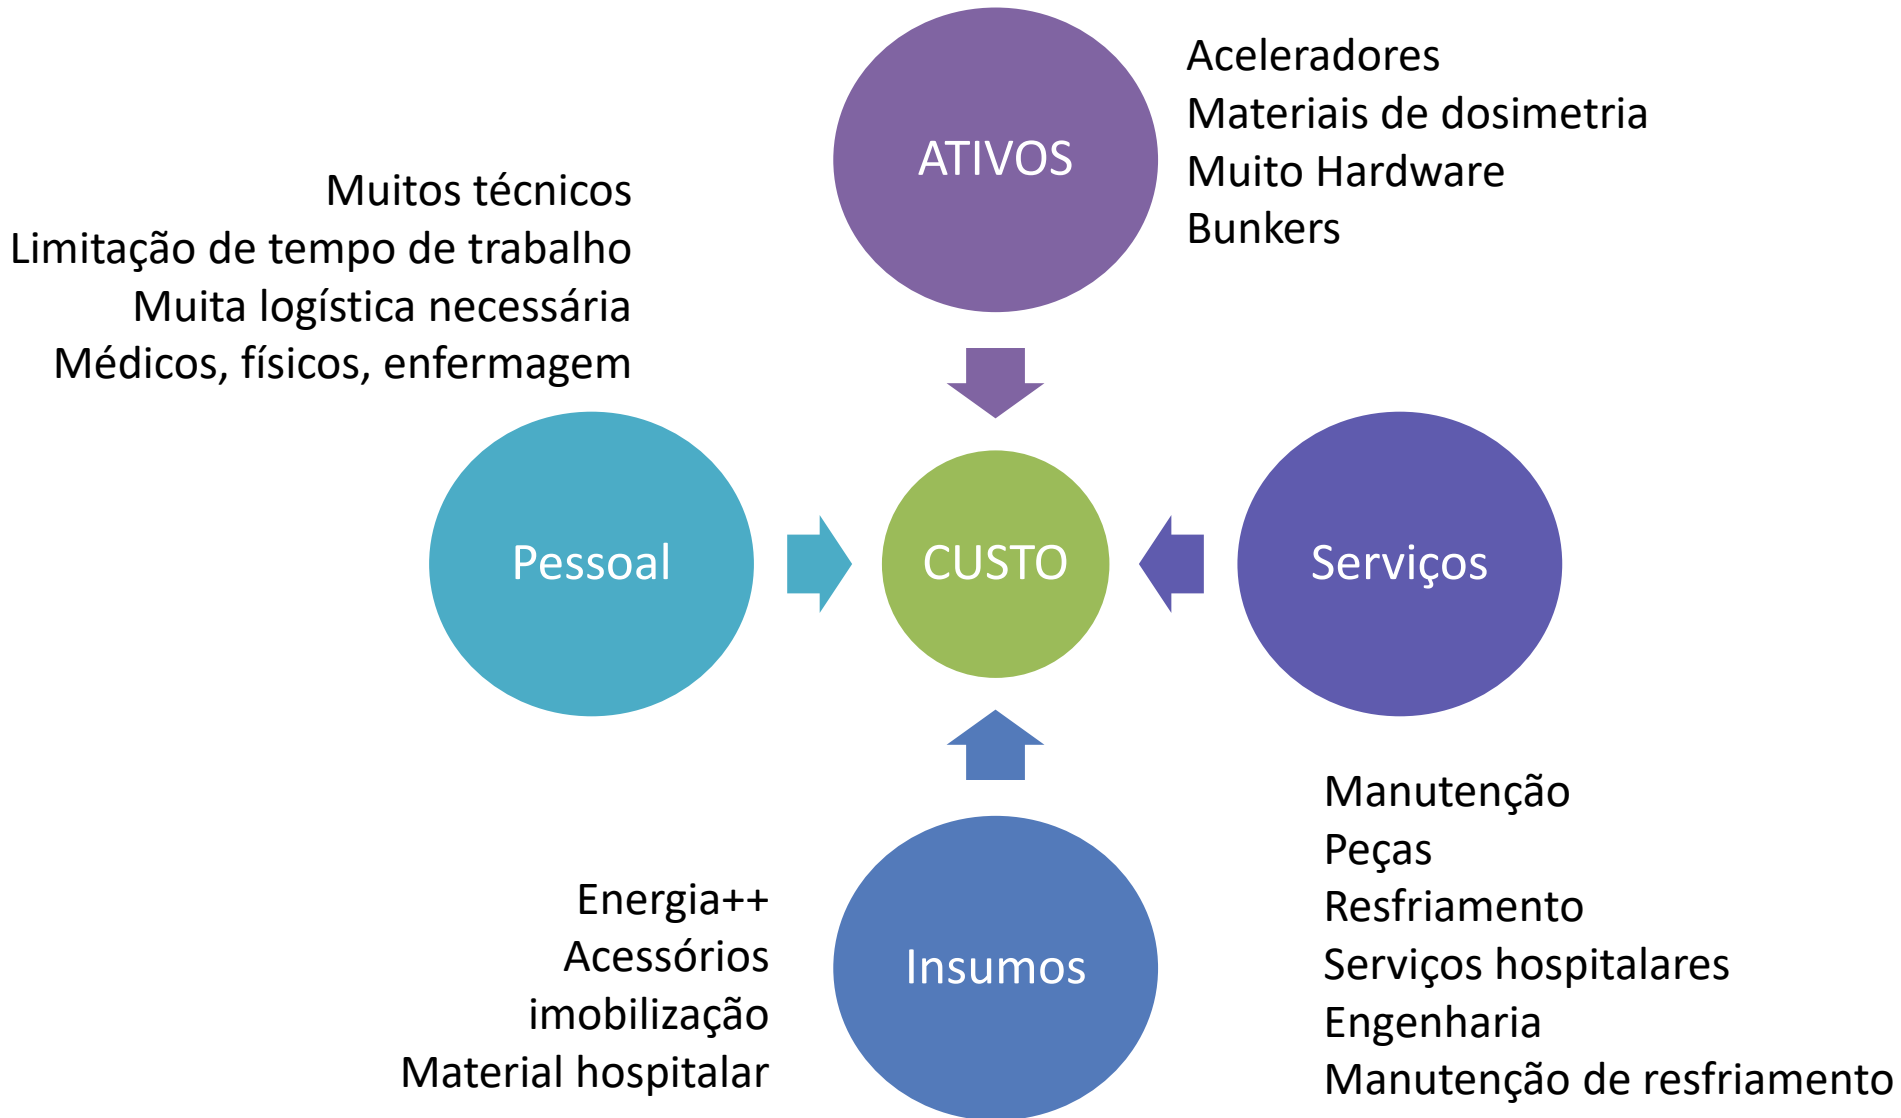 ATIVOS
Aceleradores
Materiais de dosimetria
Muito Hardware
Bunkers
Muitos técnicos
Limitação de tempo de trabalho
Muita logística necessária
Médicos, físicos, enfermagem
Pessoal
CUSTO
Serviços
Manutenção
Peças
Resfriamento
Serviços hospitalares
Engenharia
Manutenção de resfriamento
Energia++
Acessórios
imobilização
Material hospitalar
Insumos